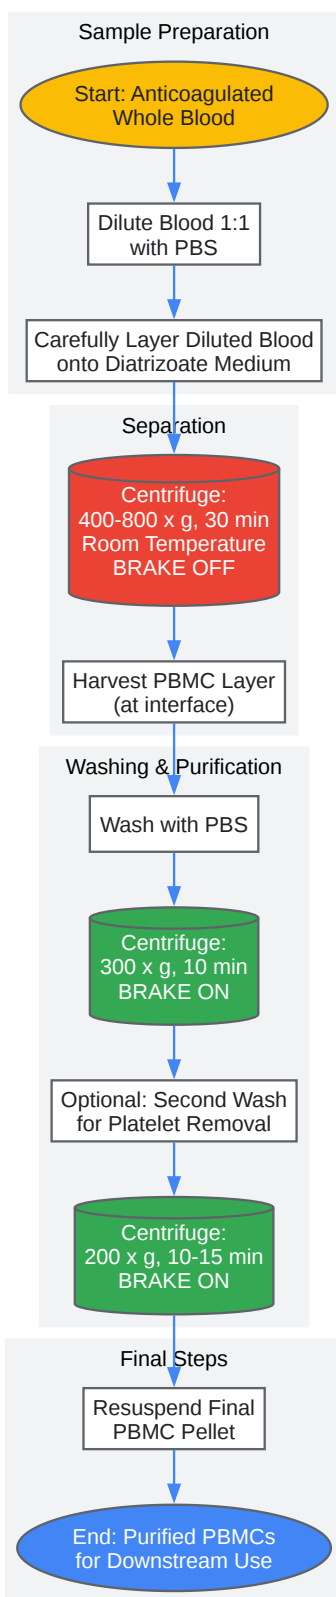 Sample Preparation
Start: Anticoagulated
Whole Blood
Dilute Blood 1:1
with PBS
Carefully Layer Diluted Blood
onto Diatrizoate Medium
Separation
Centrifuge:
400-800 x g, 30 min
Room Temperature
BRAKE OFF
Harvest PBMC Layer
(at interface)
Washing & Purification
Wash with PBS
Centrifuge:
300 x g, 10 min
BRAKE ON
Optional: Second Wash
for Platelet Removal
Centrifuge:
200 x g, 10-15 min
BRAKE ON
Final Steps
Resuspend Final
PBMC Pellet
End: Purified PBMCs
for Downstream Use